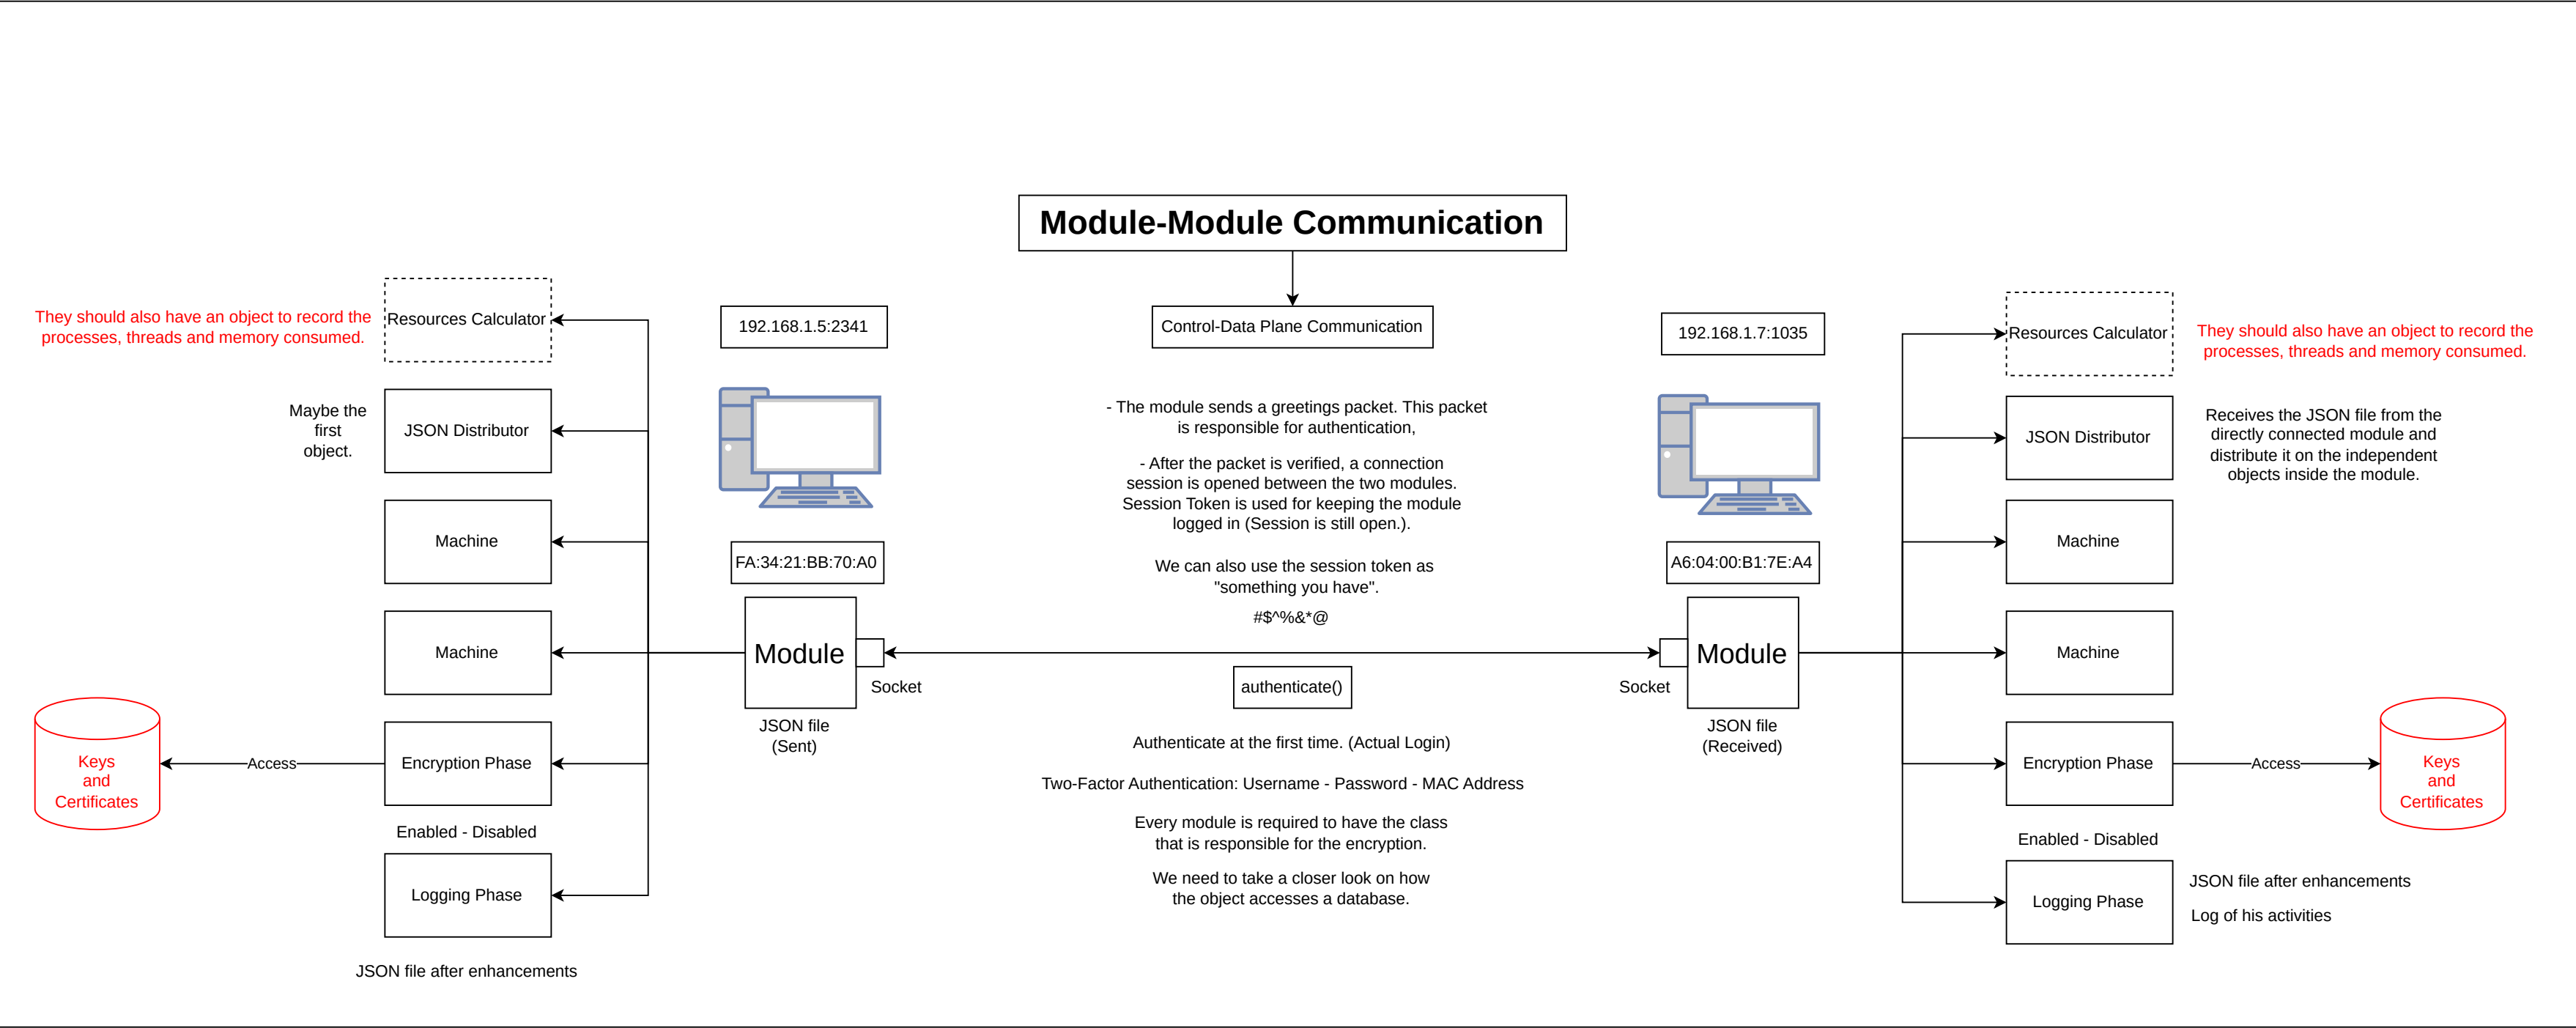 Module-Module Communication
Control-Data Plane Communication
They should also have an object to record the
processes, threads and memory consumed.
Resources Calculator
Maybe the
first
object.
JSON Distributor
Machine
Machine
Encryption Phase
Access
Keys
and
Certificates
Enabled - Disabled
Logging Phase
JSON file after enhancements
192.168.1.5:2341
FA:34:21:BB:70:A0
Module
Socket
JSON file
(Sent)
- The module sends a greetings packet. This packet
is responsible for authentication,
- After the packet is verified, a connection
session is opened between the two modules.
Session Token is used for keeping the module
logged in (Session is still open.).
We can also use the session token as
"something you have".
#$^%&*@
authenticate()
Authenticate at the first time. (Actual Login)
Two-Factor Authentication: Username - Password - MAC Address
Every module is required to have the class
that is responsible for the encryption.
We need to take a closer look on how
the object accesses a database.
192.168.1.7:1035
A6:04:00:B1:7E:A4
Module
Socket
JSON file
(Received)
Resources Calculator
They should also have an object to record the
processes, threads and memory consumed.
JSON Distributor
Receives the JSON file from the
directly connected module and
distribute it on the independent
objects inside the module.
Machine
Machine
Encryption Phase
Access
Keys
and
Certificates
Enabled - Disabled
Logging Phase
JSON file after enhancements
Log of his activities